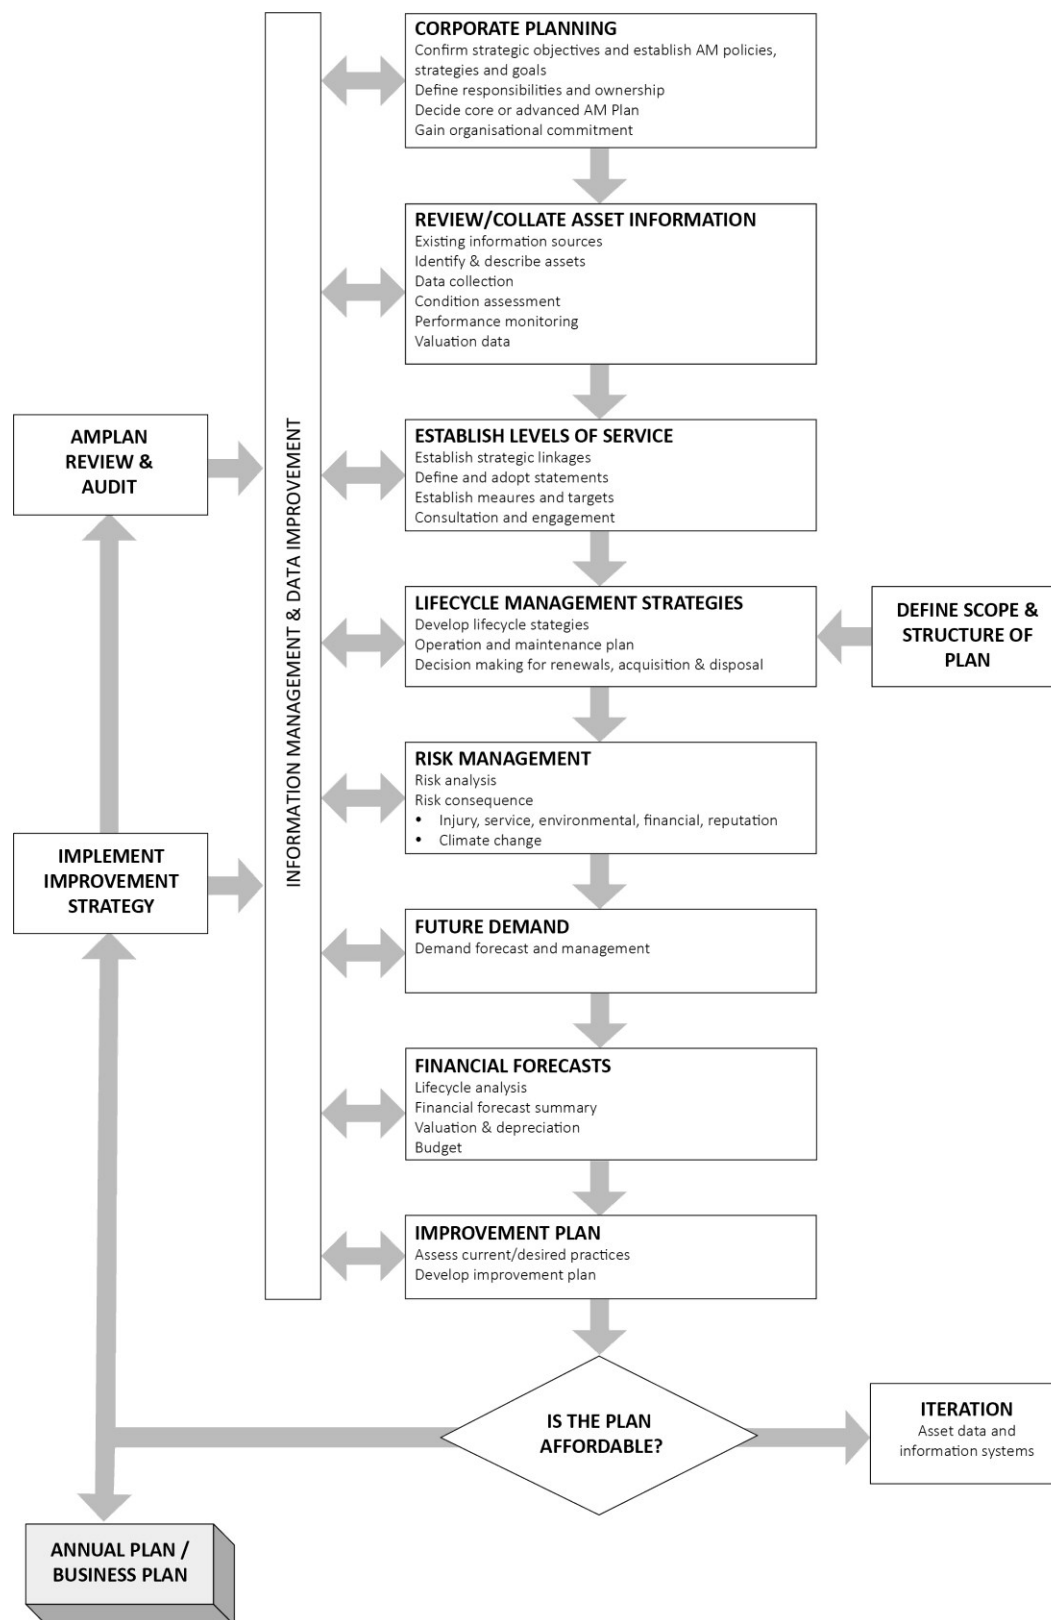 CORPORATE PLANNING
Confirm strategic objectives and establish AM policies,
strategies and goals
Define responsibilities and ownership
Decide core or advanced AM Plan
Gain organisational commitment
REVIEW/COLLATE ASSET INFORMATION
Existing information sources
Identify & describe assets
Data collection
Condition assessment
Performance monitoring
Valuation data
INFORMATION MANAGEMENT & DATA IMPROVEMENT
AMPLAN
REVIEW &
AUDIT
ESTABLISH LEVELS OF SERVICE
Establish strategic linkages
Define and adopt statements
Establish measures and targets
Consultation and engagement
LIFECYCLE MANAGEMENT STRATEGIES
Develop lifecycle stategies
Operation and maintenance plan
Decision making for renewals, acquisition & disposal
DEFINE SCOPE &
STRUCTURE OF
PLAN
RISK MANAGEMENT
Risk analysis
Risk consequence
• Injury, service, environmental, financial, reputation
• Climate change
IMPLEMENT
IMPROVEMENT
STRATEGY
FUTURE DEMAND
Demand forecast and management
FINANCIAL FORECASTS
Lifecycle analysis
Financial forecast summary
Valuation & depreciation
Budget
IMPROVEMENT PLAN
Assess current/desired practices
Develop improvement plan
IS THE PLAN
AFFORDABLE?
ITERATION
Asset data and
information systems
ANNUAL PLAN /
BUSINESS PLAN